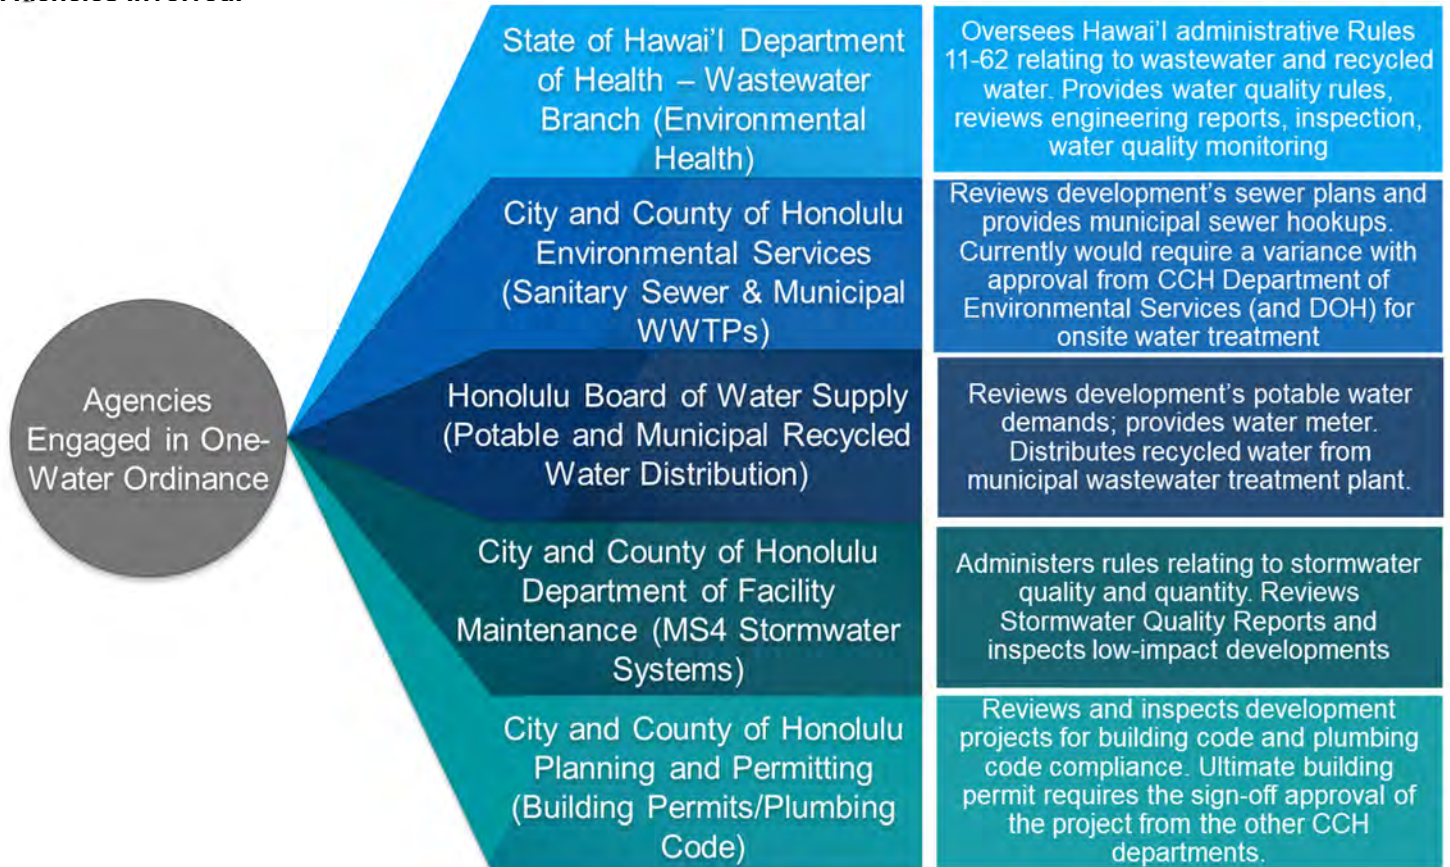 Agencies Engaged in One-
Water Ordinance
State of Hawai'I Department
of Health – Wastewater
Branch (Environmental
Health)
Oversees Hawai'I administrative Rules
11-62 relating to wastewater and recycled
water. Provides water quality rules,
reviews engineering reports, inspection,
water quality monitoring
City and County of Honolulu
Environmental Services
(Sanitary Sewer & Municipal
WWTPs)
Reviews development's sewer plans and
provides municipal sewer hookups.
Currently would require a variance with
approval from CCH Department of
Environmental Services (and DOH) for
onsite water treatment
Honolulu Board of Water Supply
(Potable and Municipal Recycled
Water Distribution)
Reviews development's potable water
demands; provides water meter.
Distributes recycled water from
municipal wastewater treatment plant.
City and County of Honolulu
Department of Facility
Maintenance (MS4 Stormwater
Systems)
Administers rules relating to stormwater
quality and quantity. Reviews
Stormwater Quality Reports and
inspects low-impact developments
City and County of Honolulu
Planning and Permitting
(Building Permits/Plumbing
Code)
Reviews and inspects development
projects for building code and plumbing
code compliance. Ultimate building
permit requires the sign-off approval of
the project from the other CCH
departments.